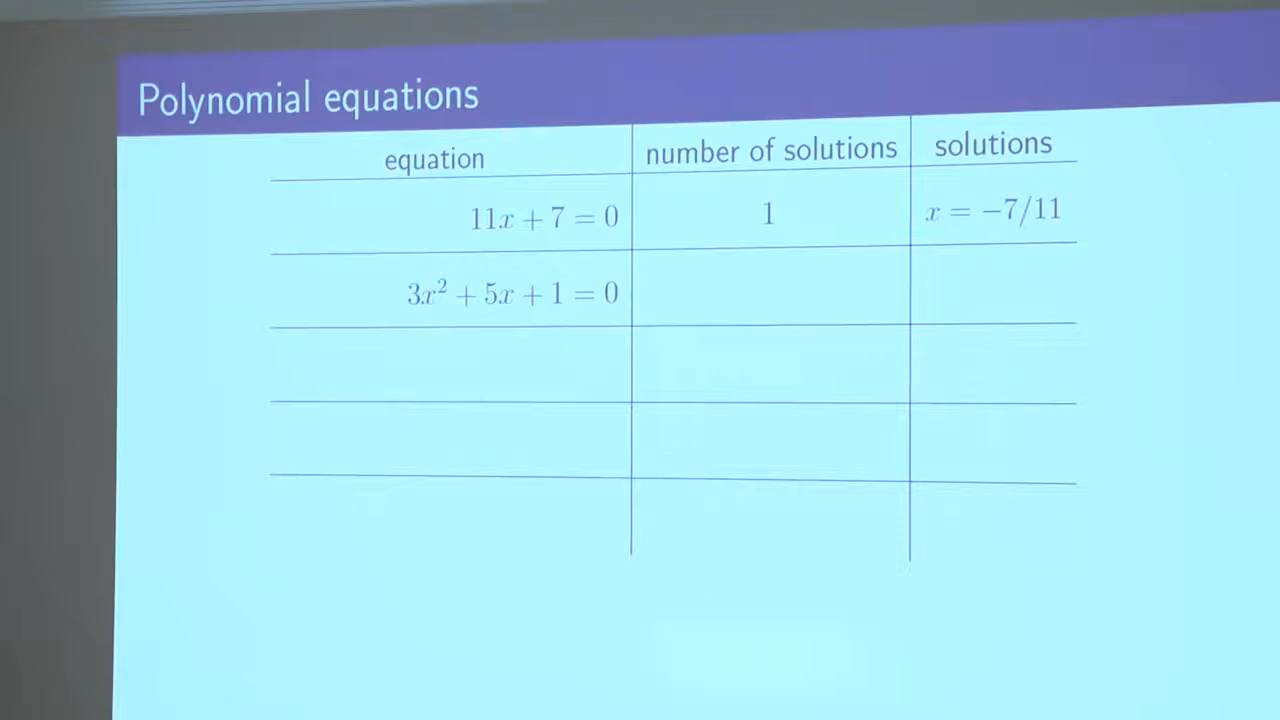 Polynomial equations
equation number of solutions solutions
11x + 7 = 0 1 x = −7/11
3x² + 5x + 1 = 0